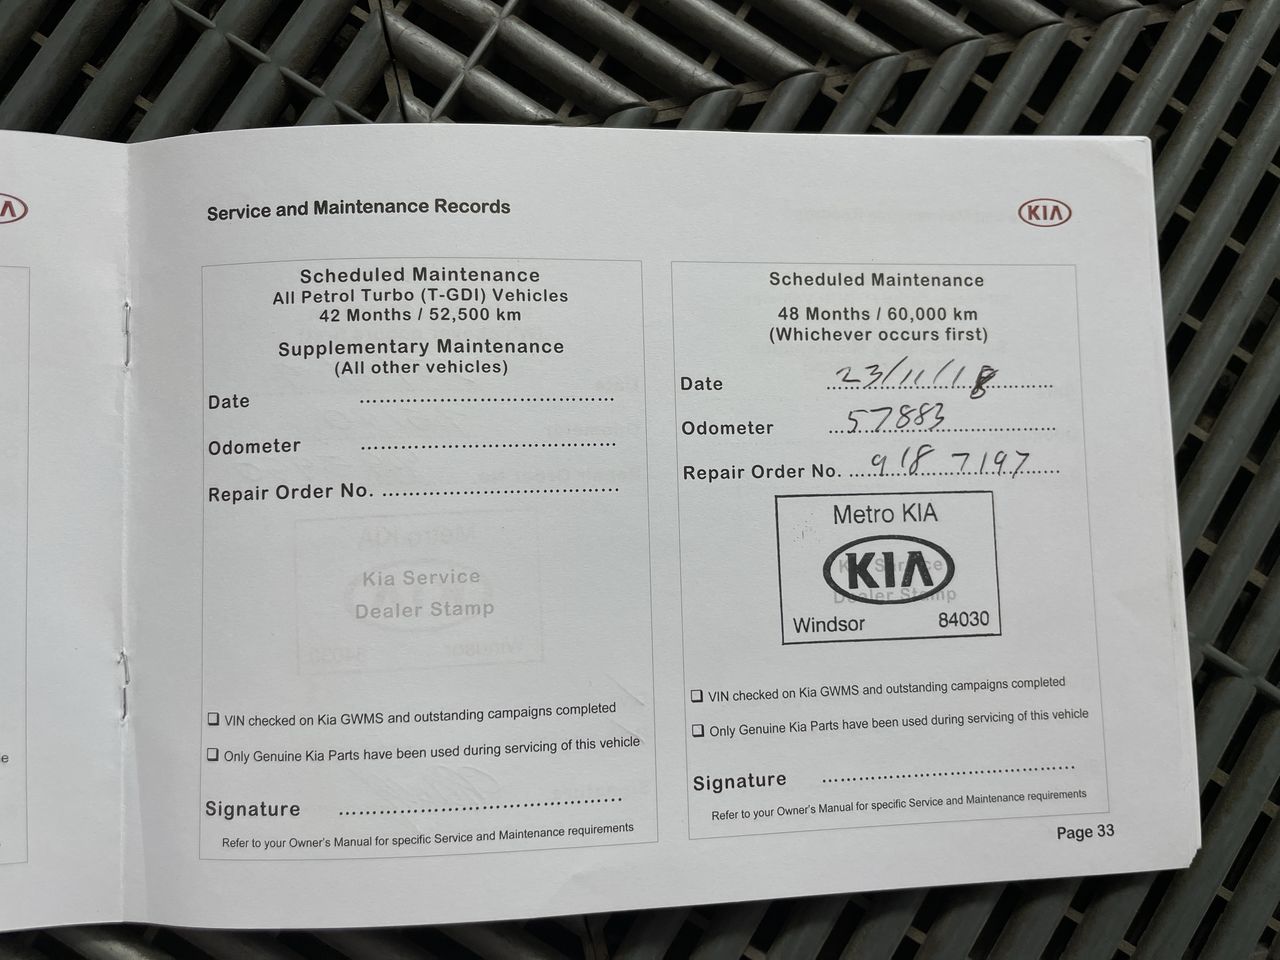 Service and Maintenance Records
KIA
Scheduled Maintenance
All Petrol Turbo (T-GDI) Vehicles
42 Months / 52,500 km
Supplementary Maintenance
(All other vehicles)
Date
Odometer
Repair Order No.
Kia Service
Dealer Stamp
❑ VIN checked on Kia GWMS and outstanding campaigns completed
❑ Only Genuine Kia Parts have been used during servicing of this vehicle
Signature
Refer to your Owner's Manual for specific Service and Maintenance requirements
Scheduled Maintenance
48 Months / 60,000 km
(Whichever occurs first)
Date 23/11/18
Odometer 57883
Repair Order No. 918 7197
Metro KIA
KIA
Windsor 84030
❑ VIN checked on Kia GWMS and outstanding campaigns completed
❑ Only Genuine Kia Parts have been used during servicing of this vehicle
Signature
Refer to your Owner's Manual for specific Service and Maintenance requirements
Page 33